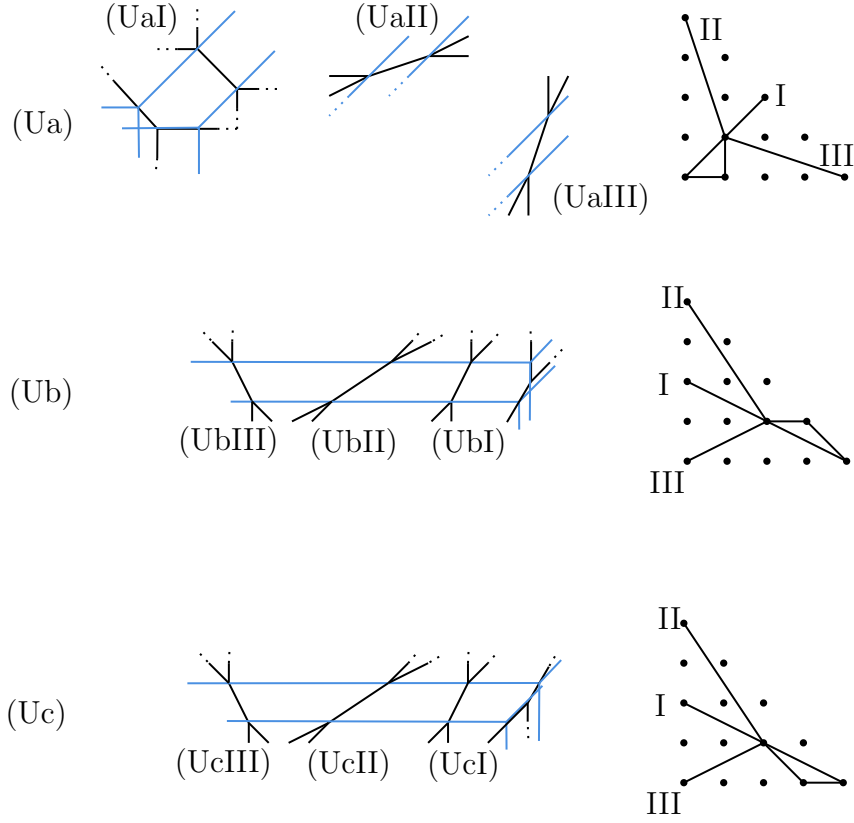 (UaI)
(UaII)
II
I
(Ua)
III
(UaIII)
II
I
(Ub)
(UbIII)
(UbII)
(UbI)
III
II
I
(Uc)
(UcIII)
(UcII)
(UcI)
III